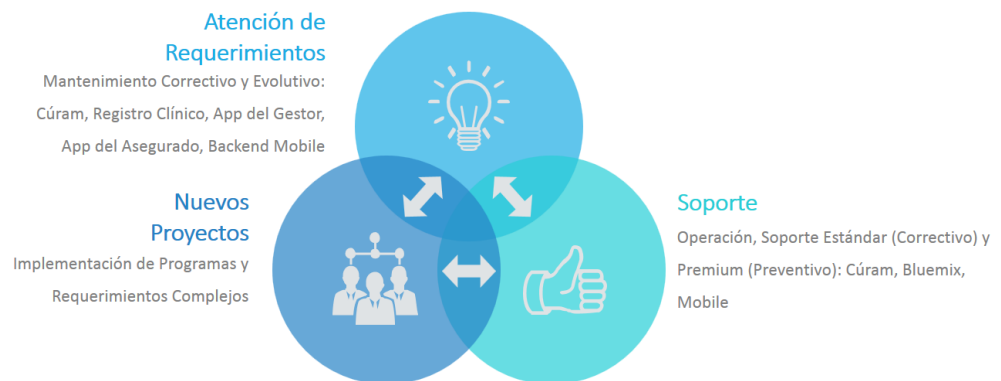 Atención de
Requerimientos
Mantenimiento Correctivo y Evolutivo:
Cúram, Registro Clínico, App del Gestor,
App del Asegurado, Backend Mobile
Nuevos
Proyectos
Implementación de Programas y
Requerimientos Complejos
Soporte
Operación, Soporte Estándar (Correctivo) y
Premium (Preventivo): Cúram, Bluemix,
Mobile